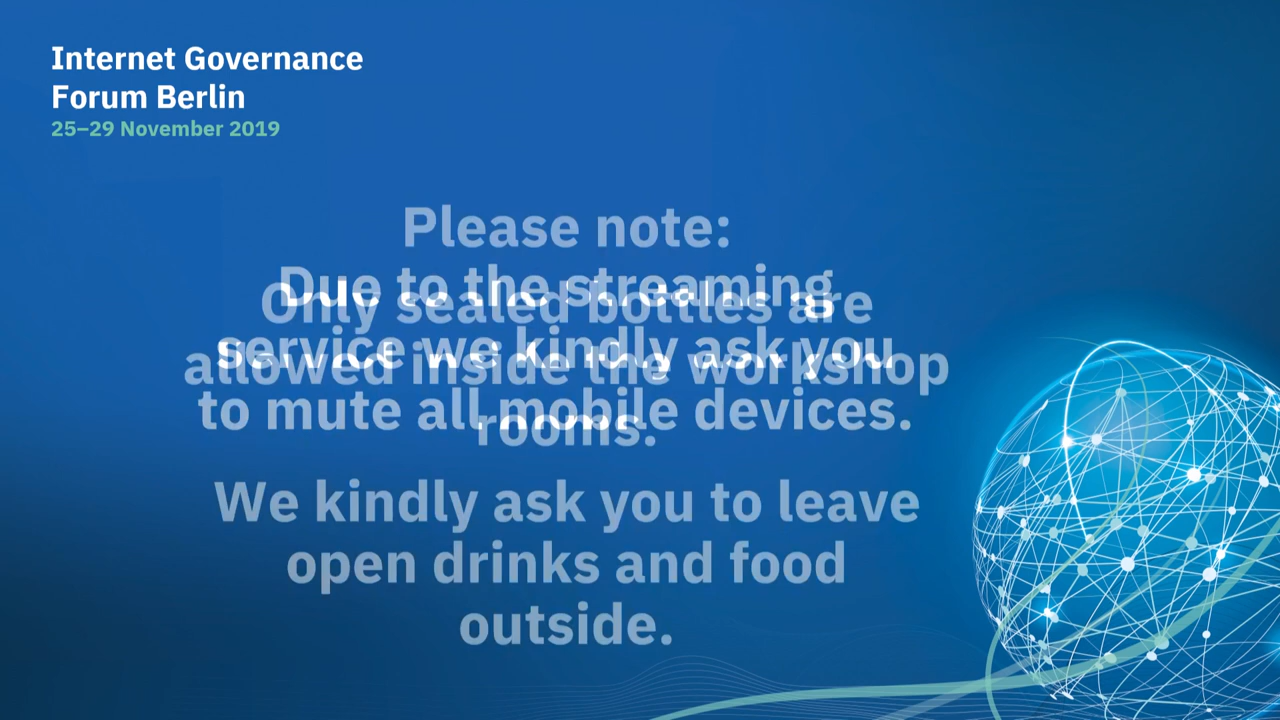 Internet Governance
Forum Berlin
25–29 November 2019
Please note:
Only sealed bottles are
allowed inside the workshop
rooms.
We kindly ask you to leave
open drinks and food
outside.
Due to the streaming
Service we kindly ask you
to mute all mobile devices.